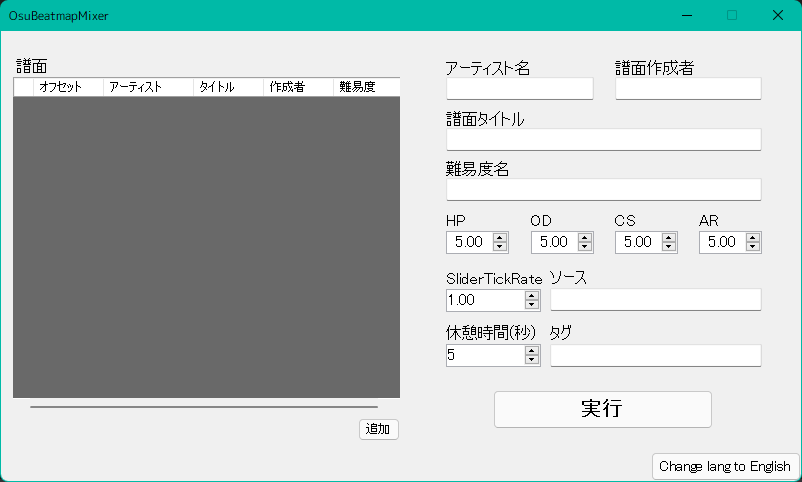 OsuBeatmapMixer
譜面
オフセット アーティスト タイトル 作成者 難易度
追加
アーティスト名 譜面作成者
譜面タイトル
難易度名
HP OD CS AR
5.00 5.00 5.00 5.00
SliderTickRate ソース
1.00
休憩時間(秒) タグ
5
実行
Change lang to English